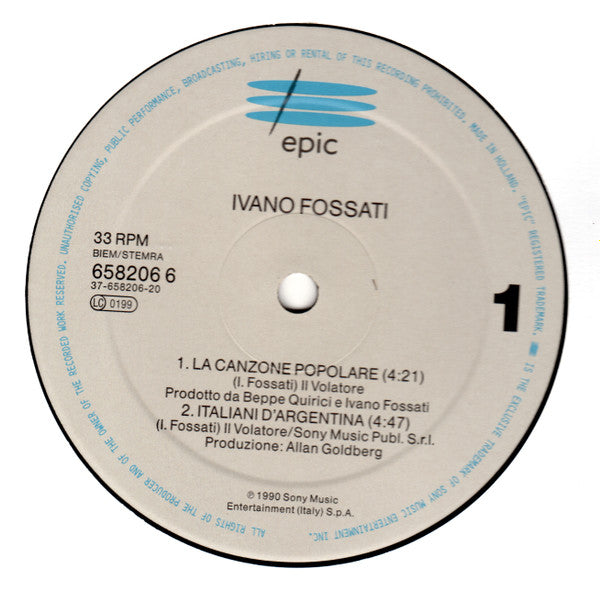 ALL RIGHTS OF THE PRODUCER AND OF THE OWNER OF THE RECORDED WORK RESERVED. UNAUTHORISED COPYING, PUBLIC PERFORMANCE, BROADCASTING, HIRING OR RENTAL OF THIS RECORDING PROHIBITED. MADE IN HOLLAND. "EPIC" REGISTERED TRADEMARK. IS THE EXCLUSIVE TRADEMARK OF SONY MUSIC ENTERTAINMENT INC.
epic
IVANO FOSSATI
33 RPM
BIEM/STEMRA
658206 6
37-658206-20
LC 0199
1
1. LA CANZONE POPOLARE (4:21)
(I. Fossati) Il Volatore
Prodotto da Beppe Quirici e Ivano Fossati
2. ITALIANI D'ARGENTINA (4:47)
(I. Fossati) Il Volatore/Sony Music Publ. S.r.l.
Produzione: Allan Goldberg
℗ 1990 Sony Music
Entertainment (Italy) S.p.A.